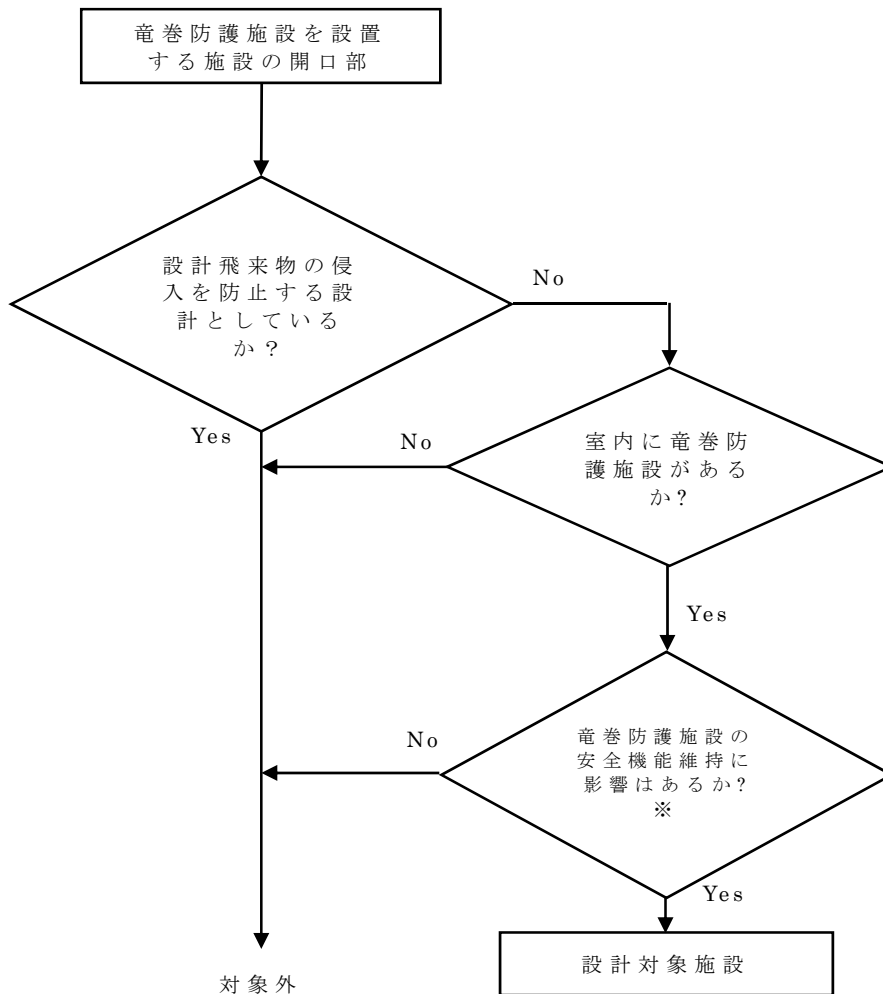 竜巻防護施設を設置
する施設の開口部
設計飛来物の侵
入を防止する設
計としている
か？
No
Yes
No
室内に竜巻防
護施設がある
か?
Yes
No
竜巻防護施設の
安全機能維持に
影響はあるか?
※
Yes
設計対象施設
対象外